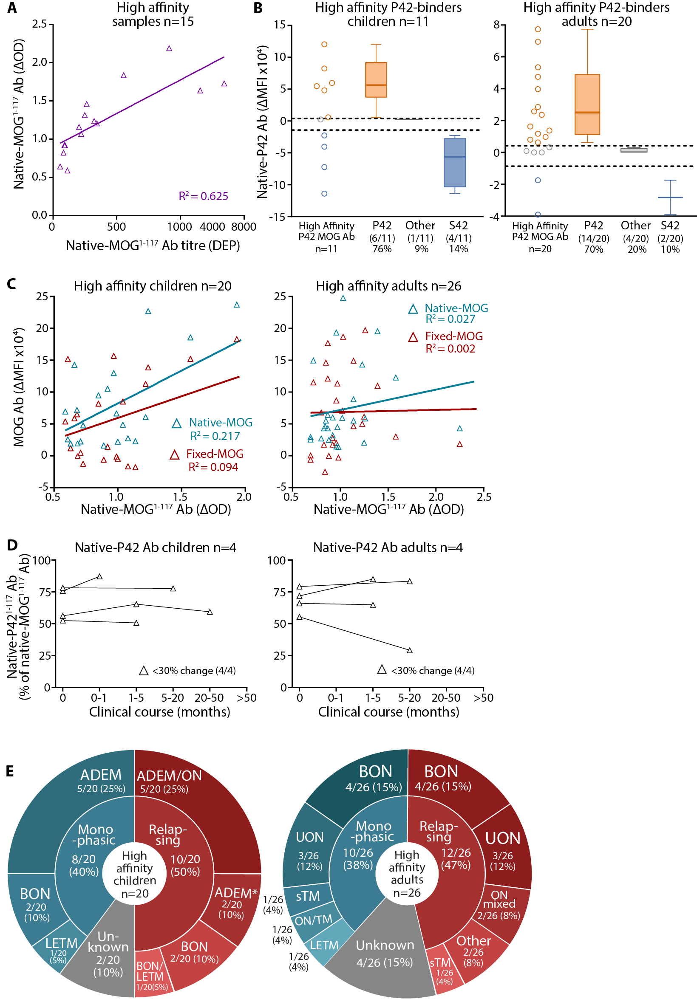 A
High affinity
samples n=15
Native-MOG1-117 Ab (ΔOD)
2.5
2.0
1.5
1.0
0.5
0.0
R² = 0.625
0 500 1000 4000 8000
Native-MOG1-117 Ab titre (DEP)
B
High affinity P42-binders
children n=11
Native-P42 Ab (ΔMFI x10⁴)
15
10
5
0
-5
-10
-15
High Affinity
P42 MOG Ab
n=11
P42
(6/11)
76%
Other
(1/11)
9%
S42
(4/11)
14%
High affinity P42-binders
adults n=20
8
6
4
2
0
-2
-4
High Affinity
P42 MOG Ab
n=20
P42
(14/20)
70%
Other
(4/20)
20%
S42
(2/20)
10%
C
High affinity children n=20
MOG Ab (ΔMFI x10⁴)
25
20
15
10
5
0
-5
Native-MOG
R² = 0.217
Fixed-MOG
R² = 0.094
0.5 1.0 1.5 2.0
Native-MOG1-117 Ab (ΔOD)
High affinity adults n=26
25
20
15
10
5
0
-5
Native-MOG
R² = 0.027
Fixed-MOG
R² = 0.002
0.5 1.0 1.5 2.0 2.5
Native-MOG1-117 Ab (ΔOD)
D
Native-P42 Ab children n=4
Native-P421-117 Ab
(% of native-MOG1-117 Ab)
100
75
50
25
0
<30% change (4/4)
0 0-1 1-5 5-20 20-50 >50
Clinical course (months)
Native-P42 Ab adults n=4
100
75
50
25
0
<30% change (4/4)
0 0-1 1-5 5-20 20-50 >50
Clinical course (months)
E
ADEM
5/20 (25%)
ADEM/ON
5/20 (25%)
Mono
-phasic
8/20
(40%)
Relap-
sing
10/20
(50%)
High
affinity
children
n=20
BON
2/20
(10%)
ADEM*
2/20
(10%)
LETM
1/20
(5%)
Un-
known
2/20
(10%)
BON/
LETM
1/20(5%)
BON
2/20 (10%)
BON
4/26 (15%)
BON
4/26 (15%)
Mono
-phasic
10/26
(38%)
Relap-
sing
12/26
(47%)
High
affinity
adults
n=26
UON
3/26
(12%)
UON
3/26
(12%)
sTM
1/26
(4%)
ON/TM
1/26
(4%)
LETM
1/26
(4%)
Unknown
4/26 (15%)
ON
mixed
2/26 (8%)
Other
2/26
(8%)
sTM
1/26
(4%)